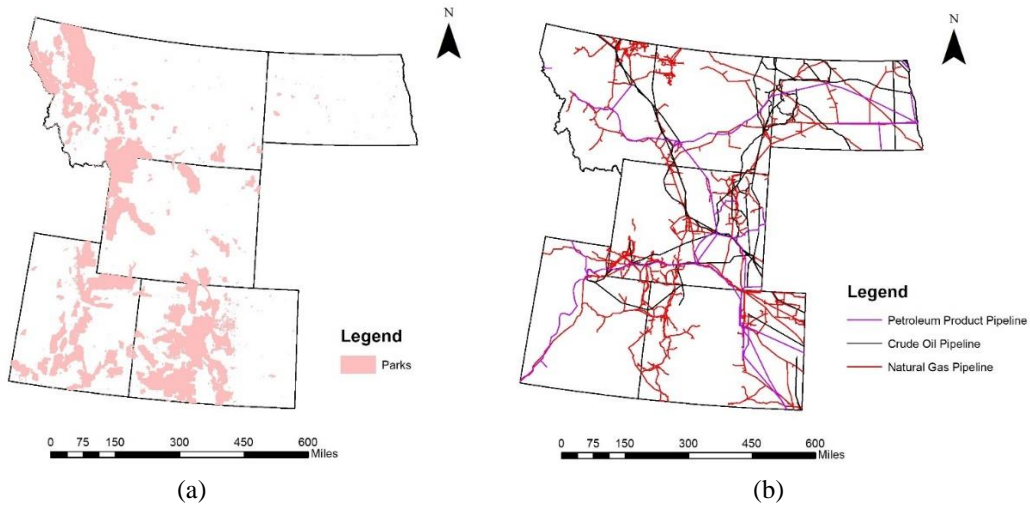 N
Legend
Parks
0 75 150 300 450 600
Miles
(a)
N
Legend
Petroleum Product Pipeline
Crude Oil Pipeline
Natural Gas Pipeline
0 75 150 300 450 600
Miles
(b)